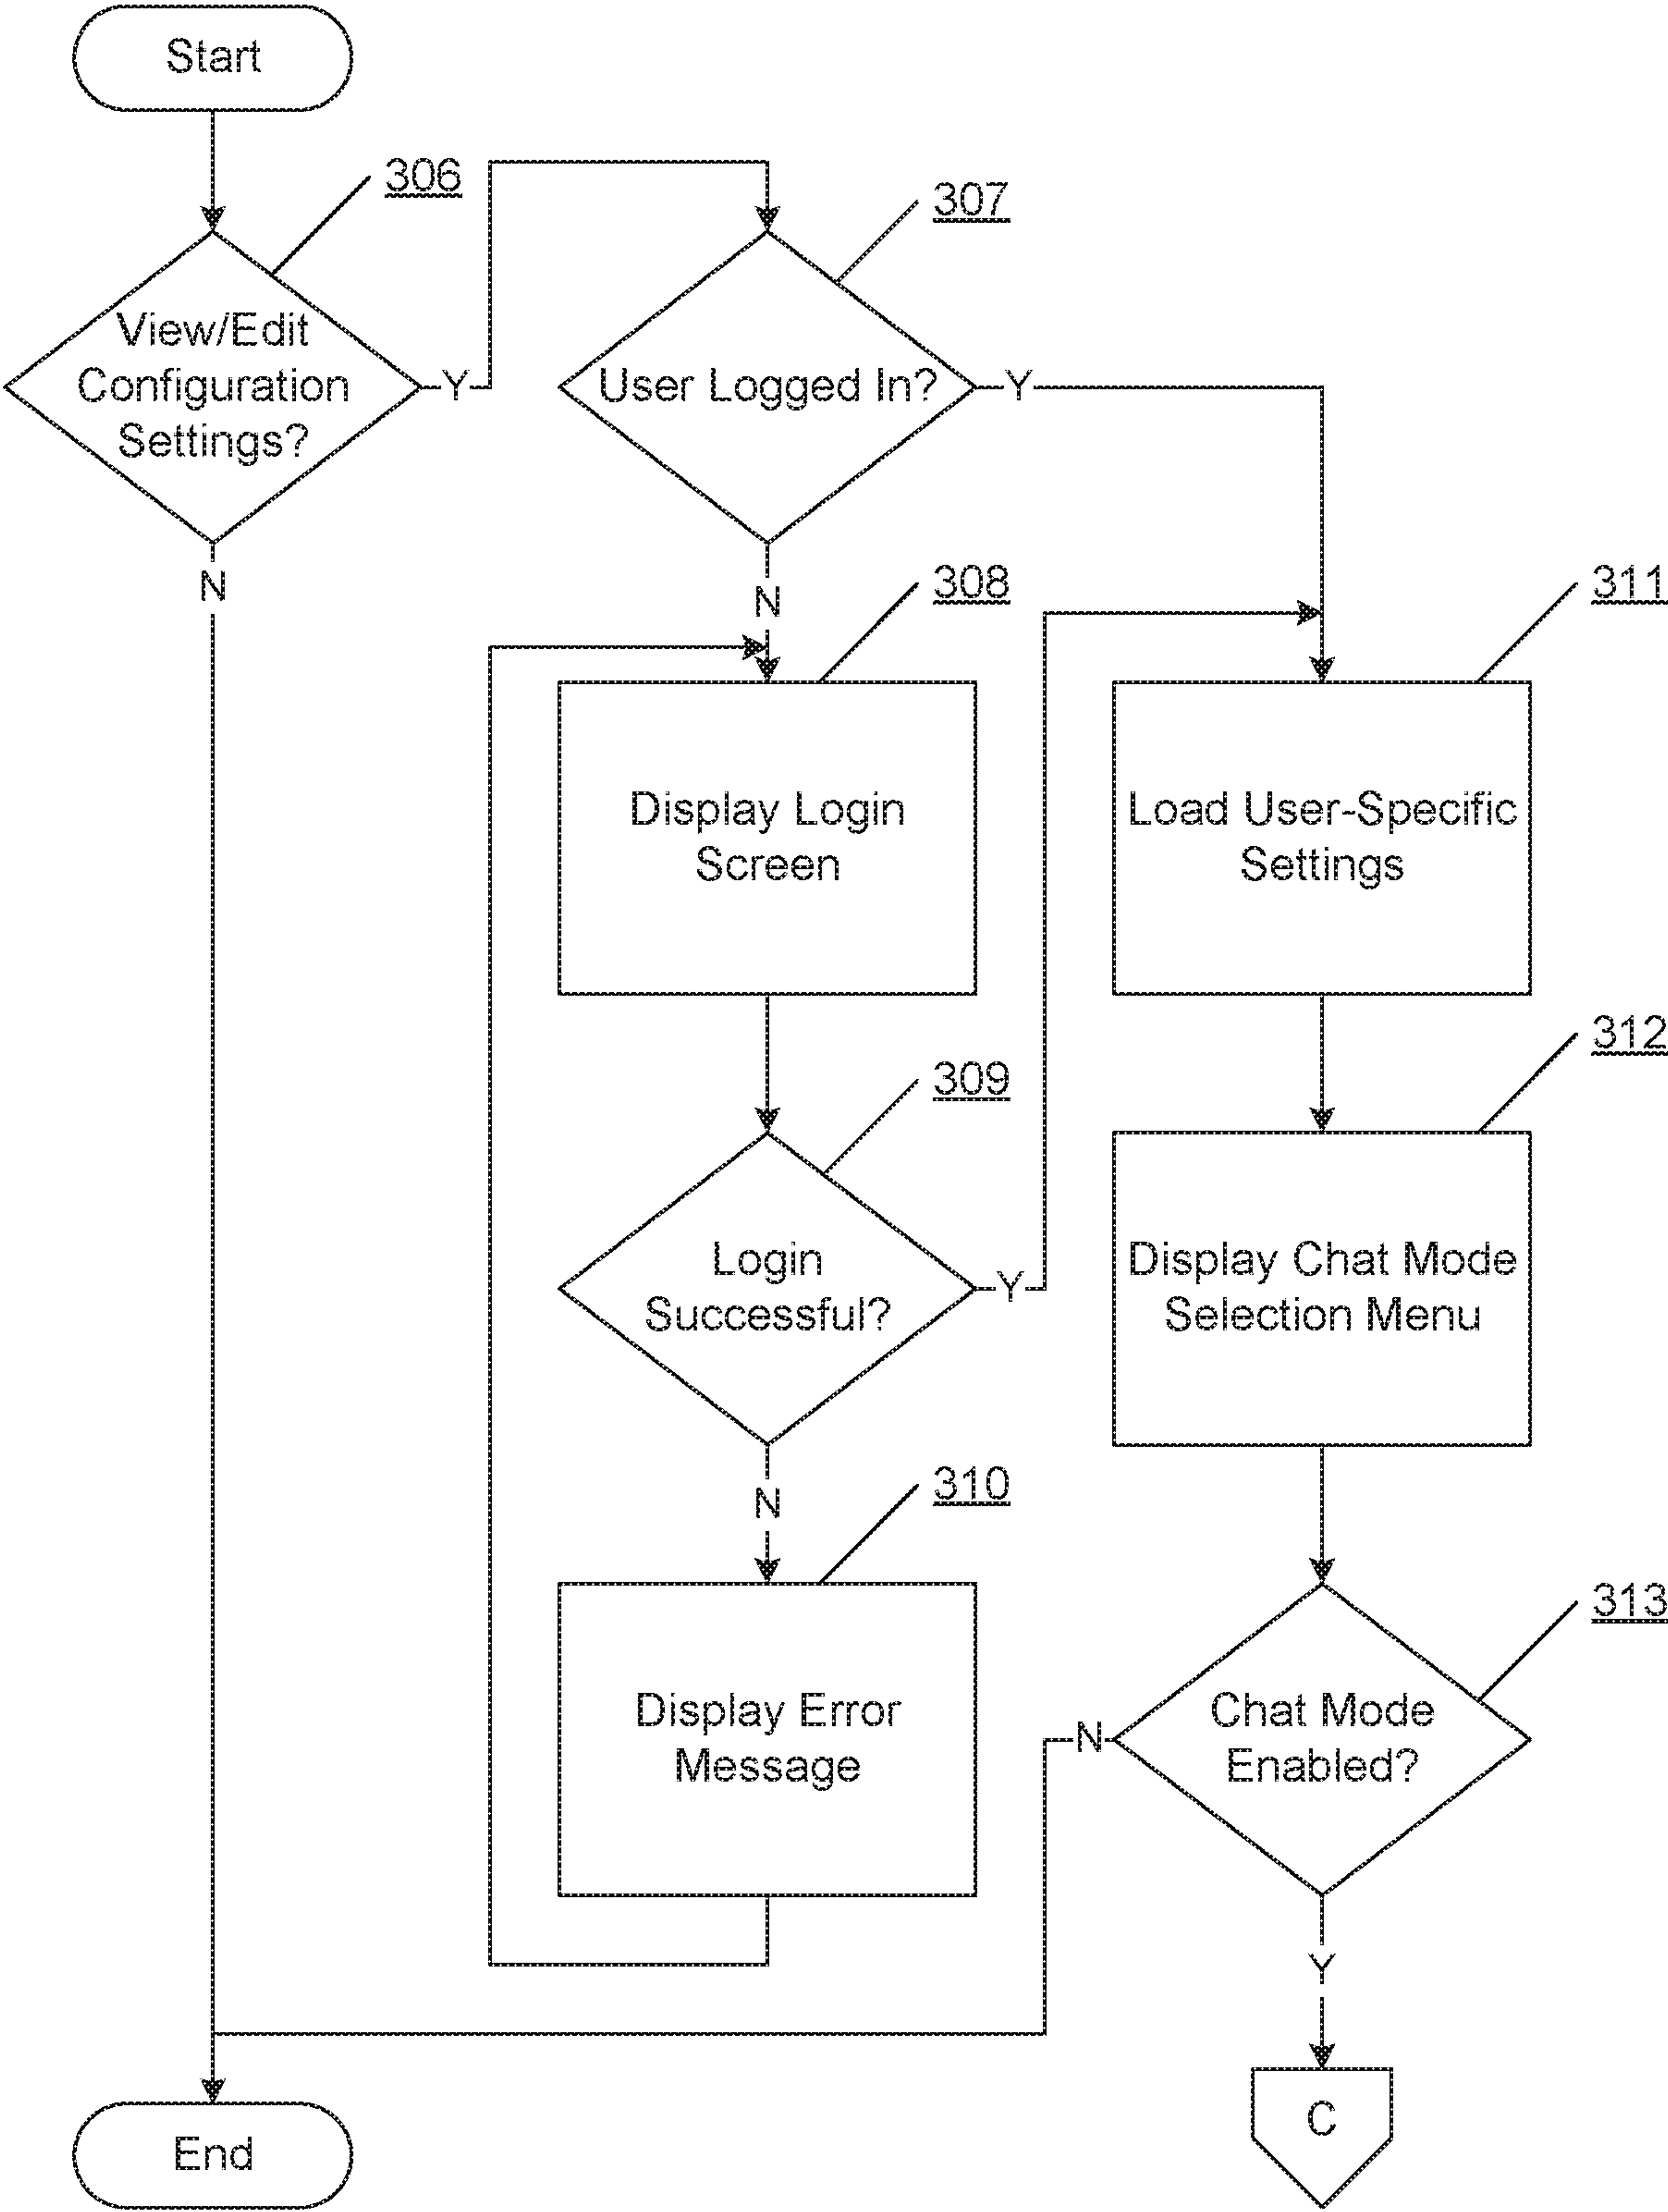 Start
306
307
View/Edit
Configuration
Settings?
Y
User Logged In?
Y
N
N
308
311
Display Login
Screen
Load User-Specific
Settings
309
312
Login
Successful?
Y
Display Chat Mode
Selection Menu
N
310
313
Display Error
Message
N
Chat Mode
Enabled?
Y
C
End